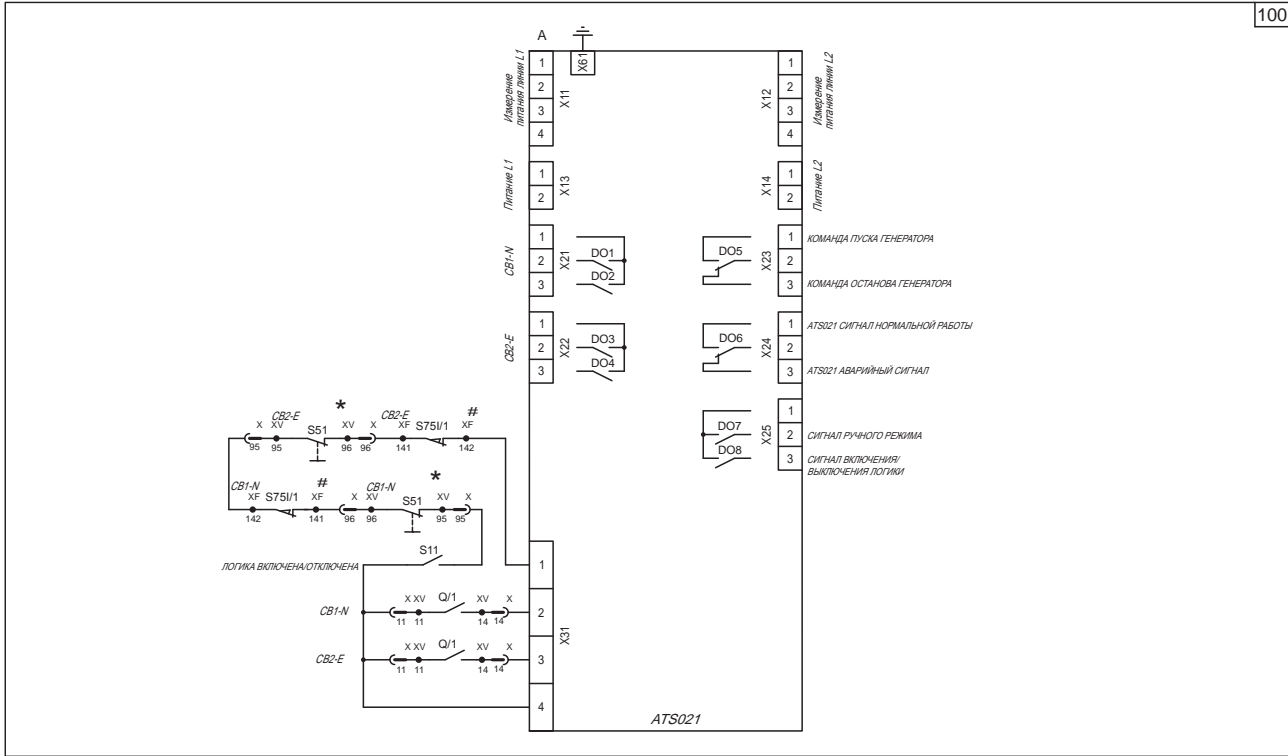 100
A
X61
Измерение
питания линии L1
1
2
3
4
X11
Питание L1
1
2
X13
CB1-N
1
2
3
X21
DO1
DO2
CB2-E
1
2
3
X22
DO3
DO4
1
2
3
4
X12
Измерение
питания линии L2
1
2
X14
Питание L2
DO5
X23
1
2
3
КОМАНДА ПУСКА ГЕНЕРАТОРА
КОМАНДА ОСТАНОВА ГЕНЕРАТОРА
DO6
X24
1
2
3
ATS021 СИГНАЛ НОРМАЛЬНОЙ РАБОТЫ
ATS021 АВАРИЙНЫЙ СИГНАЛ
DO7
DO8
X25
1
2
3
СИГНАЛ РУЧНОГО РЕЖИМА
СИГНАЛ ВКЛЮЧЕНИЯ/
ВЫКЛЮЧЕНИЯ ЛОГИКИ
CB2-E * CB2-E #
X XV S51 XV X XF S75I/1 XF
95 95 96 96 141 142
CB1-N # CB1-N *
XF S75I/1 XF X XV S51 XV X
142 141 96 96 95 95
S11
ЛОГИКА ВКЛЮЧЕНА/ОТКЛЮЧЕНА
1
X XV Q/1 XV X
CB1-N
11 11 14 14
2
X XV Q/1 XV X
CB2-E
11 11 14 14
3
4
X31
ATS021